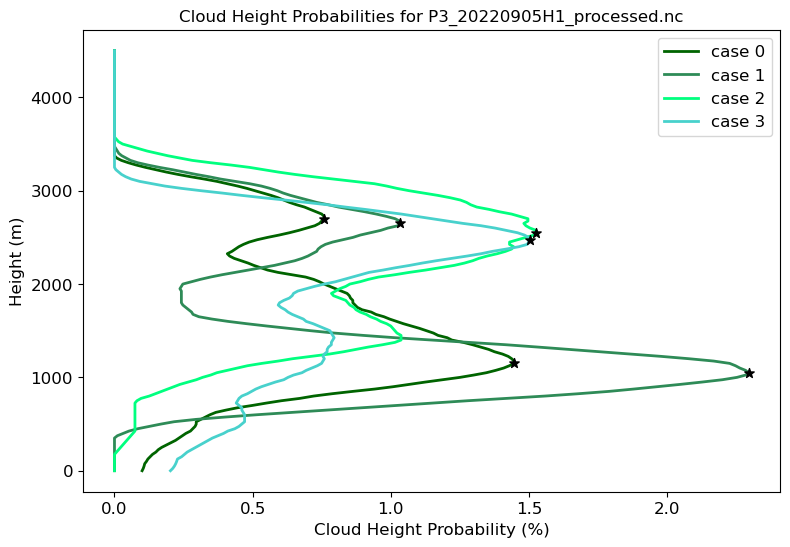 Cloud Height Probabilities for P3_20220905H1_processed.nc
case 0
case 1
case 2
case 3
4000
3000
2000
1000
0
Height (m)
0.0
0.5
1.0
1.5
2.0
Cloud Height Probability (%)